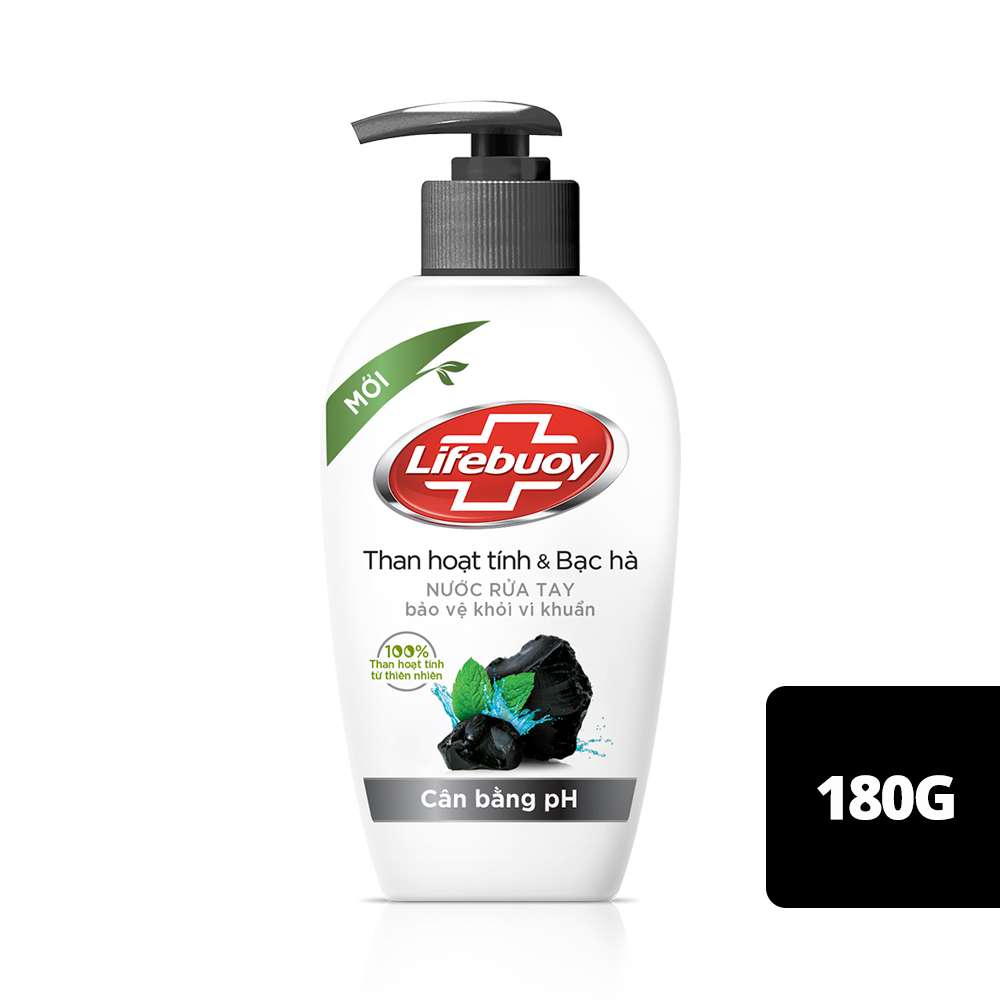 MỚI
Lifebuoy
Than hoạt tính & Bạc hà
NƯỚC RỬA TAY
bảo vệ khỏi vi khuẩn
100%
Than hoạt tính
từ thiên nhiên
Cân bằng pH
180G